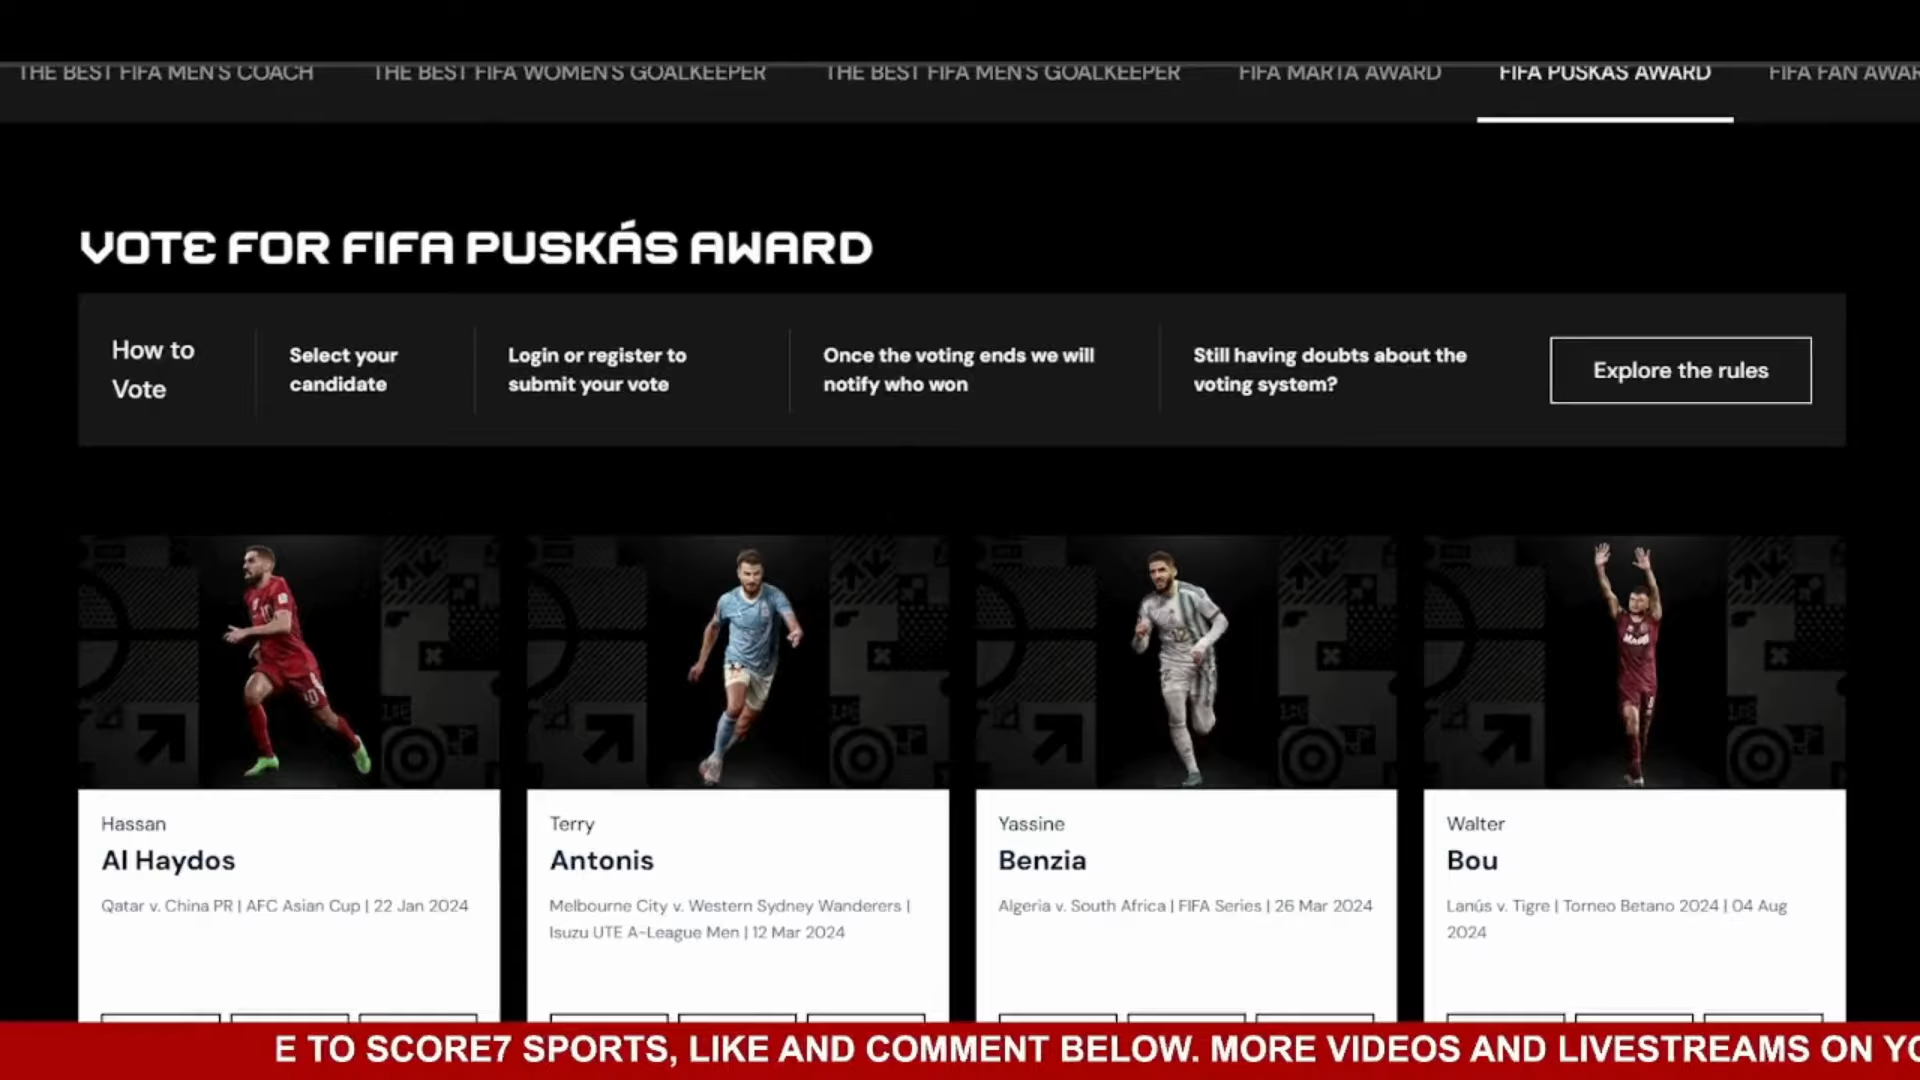 THE BEST FIFA MEN'S COACH THE BEST FIFA WOMEN'S GOALKEEPER THE BEST FIFA MEN'S GOALKEEPER FIFA MARTA AWARD FIFA PUSKÁS AWARD FIFA FAN AWAR
VOTE FOR FIFA PUSKÁS AWARD
How to
Vote
Select your
candidate
Login or register to
submit your vote
Once the voting ends we will
notify who won
Still having doubts about the
voting system?
Explore the rules
Hassan
Al Haydos
Qatar v. China PR | AFC Asian Cup | 22 Jan 2024
Terry
Antonis
Melbourne City v. Western Sydney Wanderers |
Isuzu UTE A-League Men | 12 Mar 2024
Yassine
Benzia
Algeria v. South Africa | FIFA Series | 26 Mar 2024
Walter
Bou
Lanús v. Tigre | Torneo Betano 2024 | 04 Aug
2024
E TO SCORE7 SPORTS, LIKE AND COMMENT BELOW. MORE VIDEOS AND LIVESTREAMS ON YO